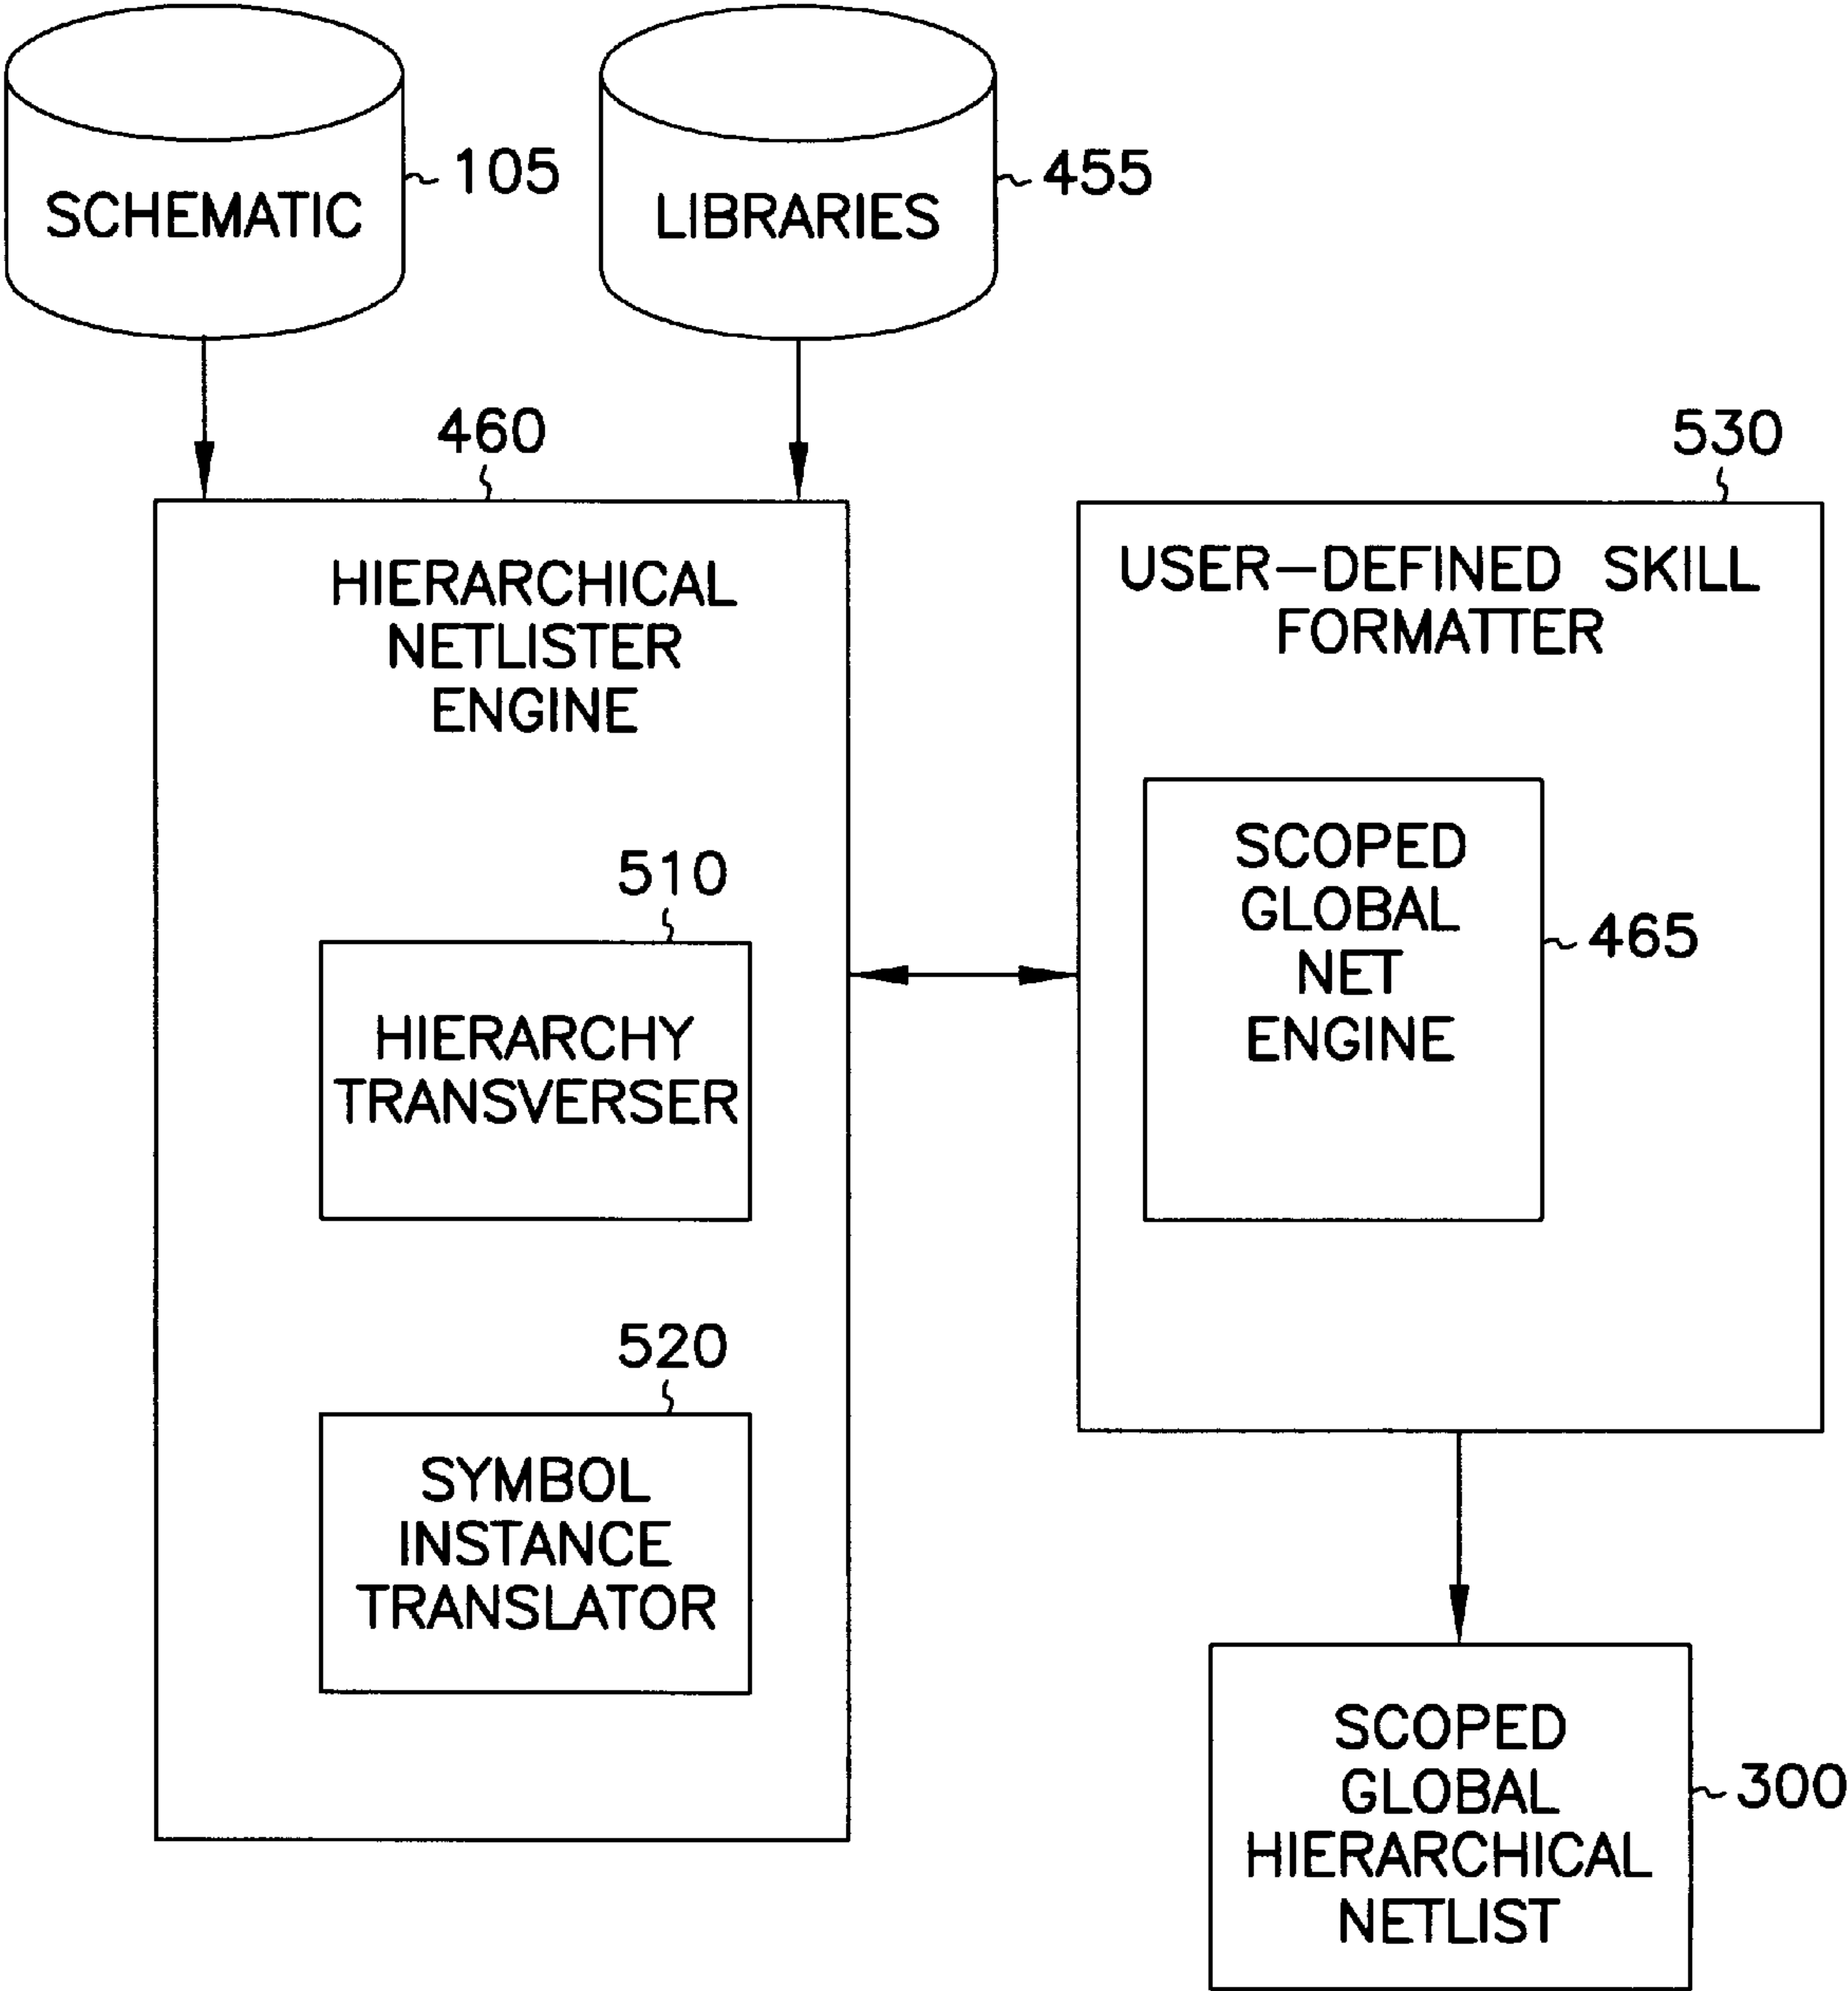 SCHEMATIC
105
LIBRARIES
455
460
HIERARCHICAL
NETLISTER
ENGINE
510
HIERARCHY
TRANSVERSER
520
SYMBOL
INSTANCE
TRANSLATOR
530
USER-DEFINED SKILL
FORMATTER
SCOPED
GLOBAL
NET
ENGINE
465
SCOPED
GLOBAL
HIERARCHICAL
NETLIST
300